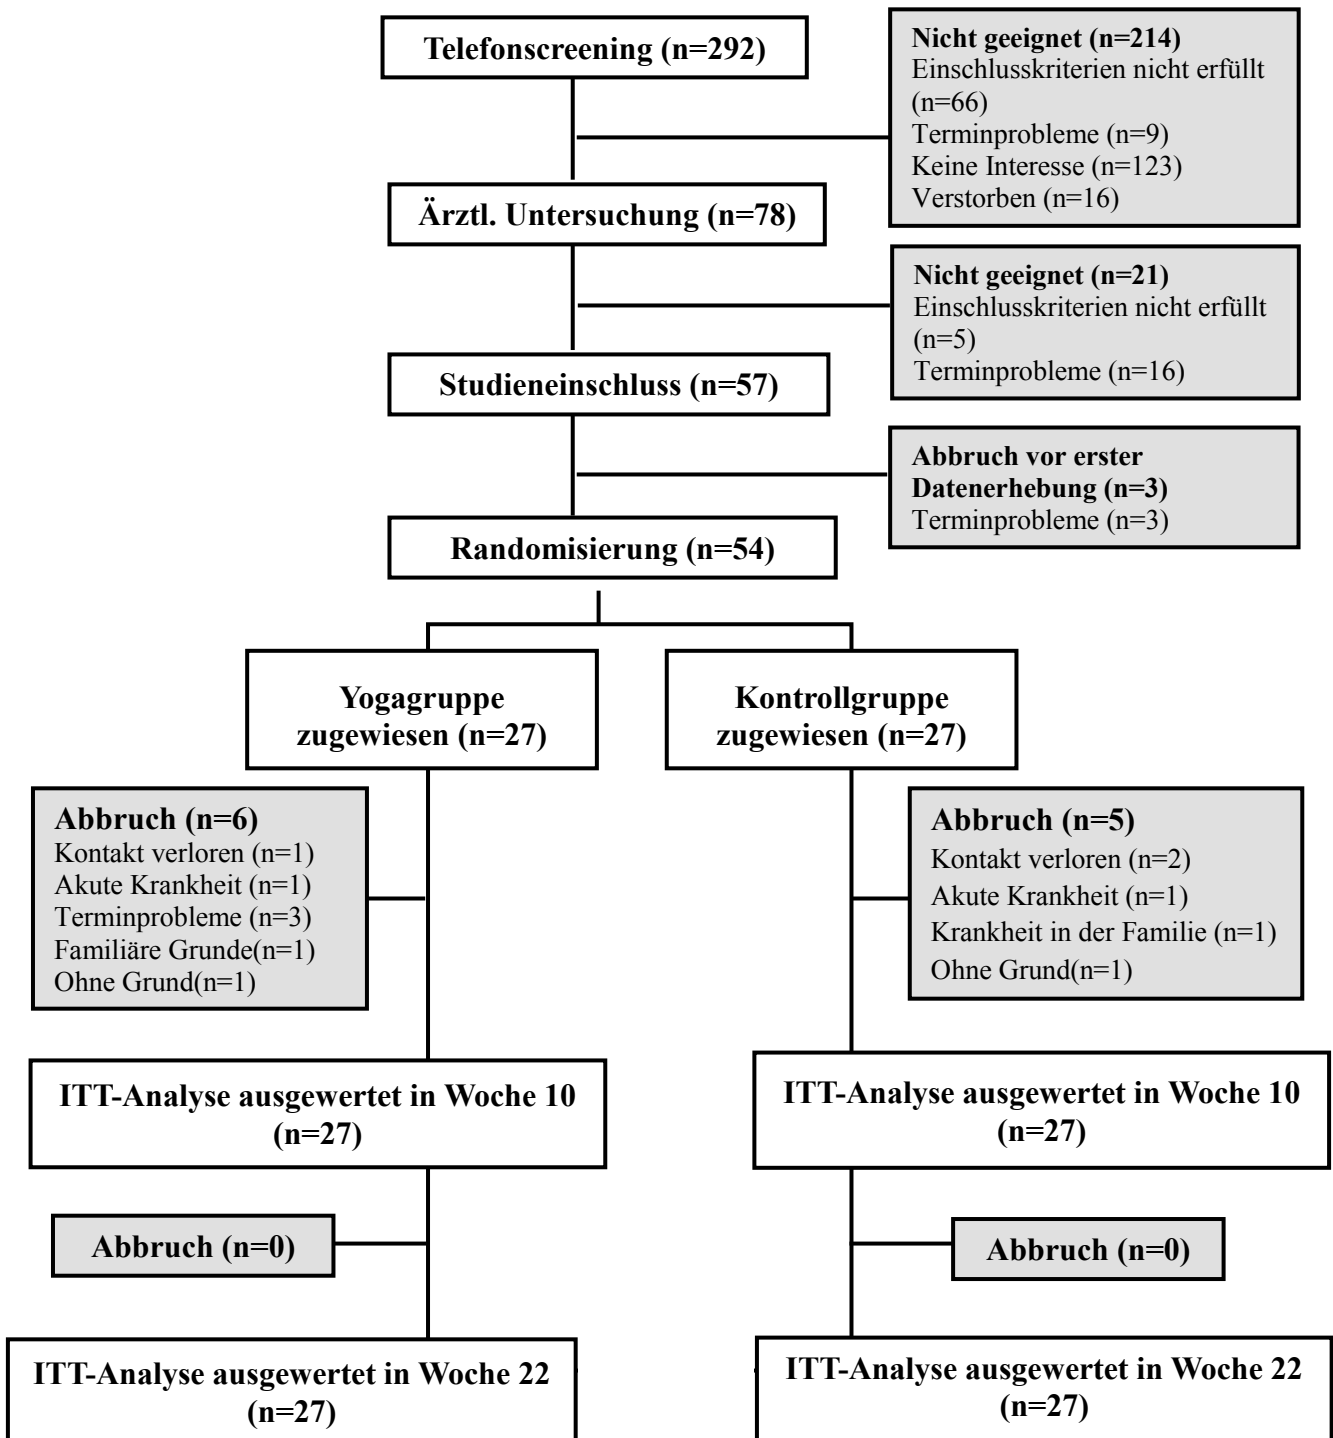 Telefonscreening (n=292)
Nicht geeignet (n=214)
Einschlusskriterien nicht erfüllt
(n=66)
Terminprobleme (n=9)
Keine Interesse (n=123)
Verstorben (n=16)
Ärztl. Untersuchung (n=78)
Nicht geeignet (n=21)
Einschlusskriterien nicht erfüllt
(n=5)
Terminprobleme (n=16)
Studieneinschluss (n=57)
Abbruch vor erster
Datenerhebung (n=3)
Terminprobleme (n=3)
Randomisierung (n=54)
Yogagruppe
zugewiesen (n=27)
Kontrollgruppe
zugewiesen (n=27)
Abbruch (n=6)
Kontakt verloren (n=1)
Akute Krankheit (n=1)
Terminprobleme (n=3)
Familiäre Grunde(n=1)
Ohne Grund(n=1)
Abbruch (n=5)
Kontakt verloren (n=2)
Akute Krankheit (n=1)
Krankheit in der Familie (n=1)
Ohne Grund(n=1)
ITT-Analyse ausgewertet in Woche 10
(n=27)
ITT-Analyse ausgewertet in Woche 10
(n=27)
Abbruch (n=0)
Abbruch (n=0)
ITT-Analyse ausgewertet in Woche 22
(n=27)
ITT-Analyse ausgewertet in Woche 22
(n=27)